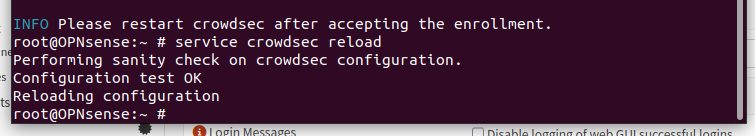 INFO Please restart crowdsec after accepting the enrollment.
root@OPNsense:~ # service crowdsec reload
Performing sanity check on crowdsec configuration.
Configuration test OK
Reloading configuration
root@OPNsense:~ #
Login Messages
Disable logging of web GUI successful logins